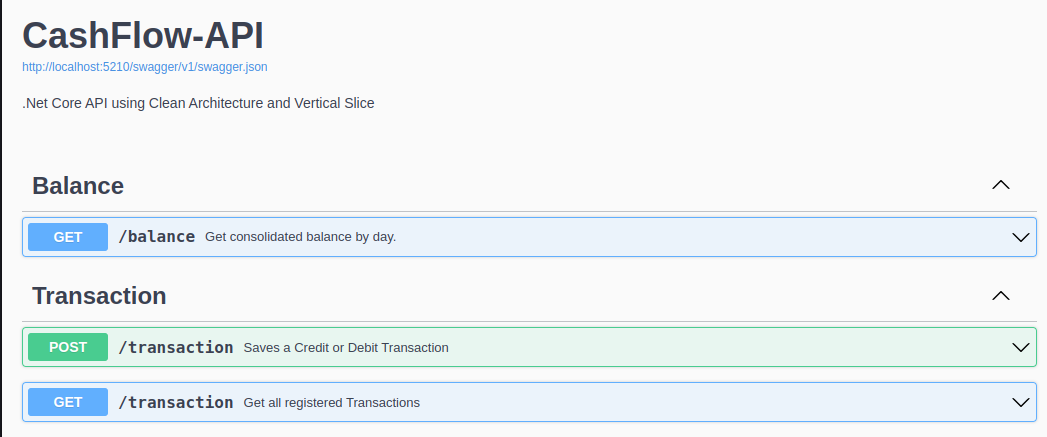 CashFlow-API
http://localhost:5210/swagger/v1/swagger.json
.Net Core API using Clean Architecture and Vertical Slice
Balance
GET /balance Get consolidated balance by day.
Transaction
POST /transaction Saves a Credit or Debit Transaction
GET /transaction Get all registered Transactions